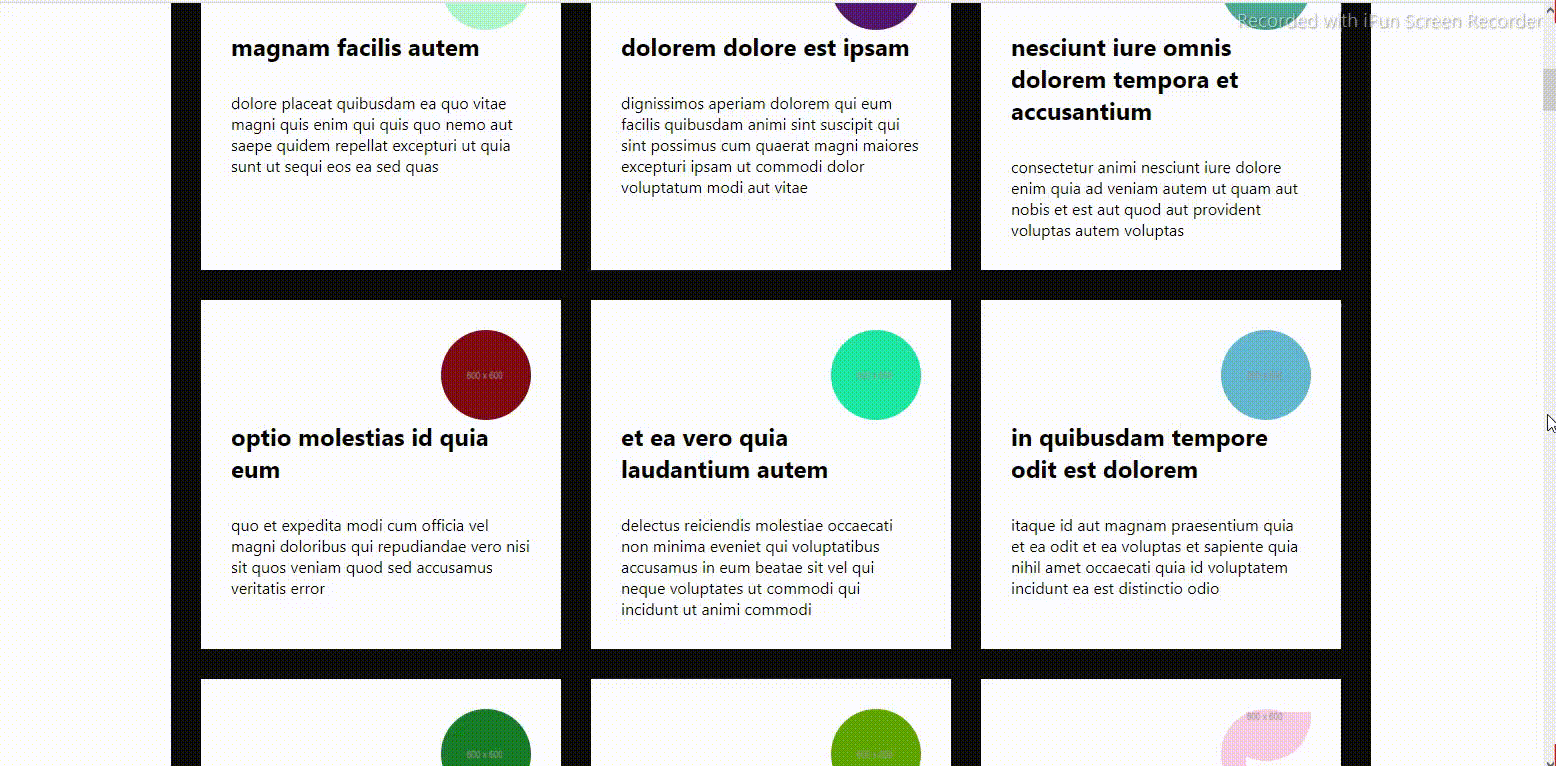 Recorded with iFun Screen Recorder
magnam facilis autem
dolore placeat quibusdam ea quo vitae
magni quis enim qui quis quo nemo aut
saepe quidem repellat excepturi ut quia
sunt ut sequi eos ea sed quas
dolorem dolore est ipsam
dignissimos aperiam dolorem qui eum
facilis quibusdam animi sint suscipit qui
sint possimus cum quaerat magni maiores
excepturi ipsam ut commodi dolor
voluptatum modi aut vitae
nesciunt iure omnis
dolorem tempora et
accusantium
consectetur animi nesciunt iure dolore
enim quia ad veniam autem ut quam aut
nobis et est aut quod aut provident
voluptas autem voluptas
600 x 600
optio molestias id quia
eum
quo et expedita modi cum officia vel
magni doloribus qui repudiandae vero nisi
sit quos veniam quod sed accusamus
veritatis error
et ea vero quia
laudantium autem
delectus reiciendis molestiae occaecati
non minima eveniet qui voluptatibus
accusamus in eum beatae sit vel qui
neque voluptates ut commodi qui
incidunt ut animi commodi
in quibusdam tempore
odit est dolorem
itaque id aut magnam praesentium quia
et ea odit et ea voluptas et sapiente quia
nihil amet occaecati quia id voluptatem
incidunt ea est distinctio odio
600 x 600
600 x 600